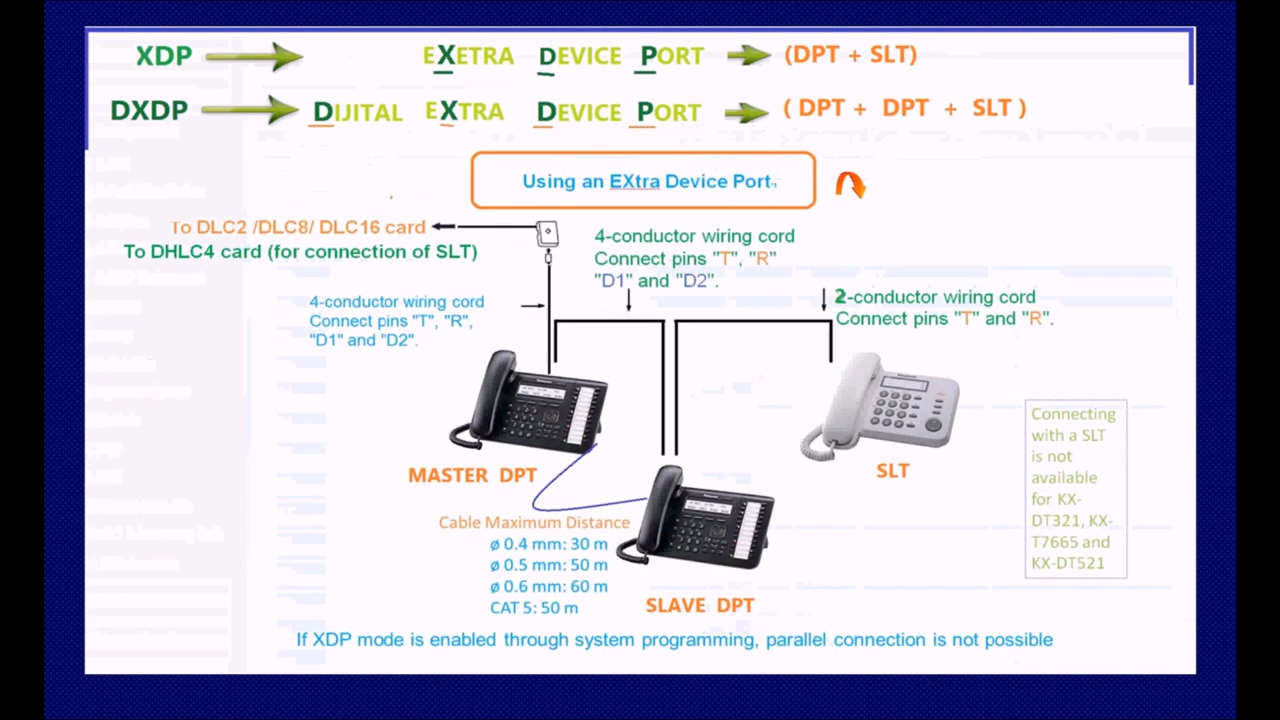 XDP EXETRA DEVICE PORT (DPT + SLT)
DXDP DIJITAL EXTRA DEVICE PORT ( DPT + DPT + SLT )
Using an EXtra Device Port
To DLC2 /DLC8/ DLC16 card
To DHLC4 card (for connection of SLT)
4-conductor wiring cord
Connect pins "T", "R"
"D1" and "D2".
4-conductor wiring cord
Connect pins "T", "R",
"D1" and "D2".
2-conductor wiring cord
Connect pins "T" and "R".
MASTER DPT
SLT
Connecting
with a SLT
is not
available
for KX-
DT321, KX-
T7665 and
KX-DT521
Cable Maximum Distance
ø 0.4 mm: 30 m
ø 0.5 mm: 50 m
ø 0.6 mm: 60 m
CAT 5: 50 m
SLAVE DPT
If XDP mode is enabled through system programming, parallel connection is not possible